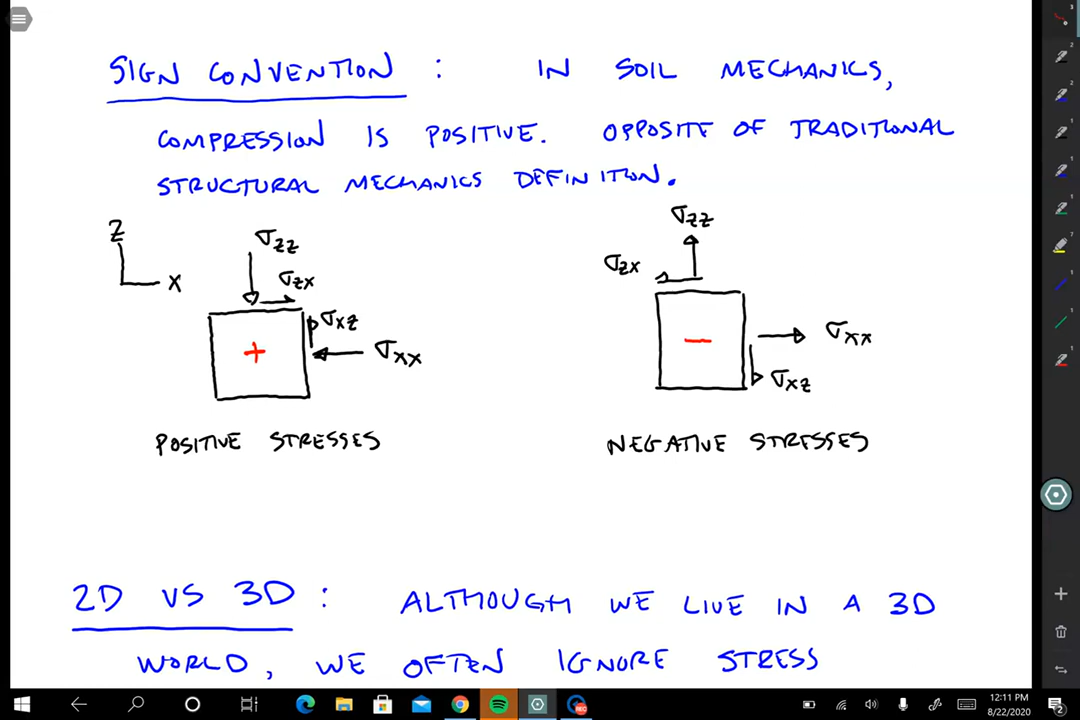 SIGN CONVENTION : IN SOIL MECHANICS,
COMPRESSION IS POSITIVE. OPPOSITE OF TRADITIONAL
STRUCTURAL MECHANICS DEFINITION.
Z
X
σzz
σzx
σxz
σxx
+
POSITIVE STRESSES
σzz
σzx
σxx
σxz
−
NEGATIVE STRESSES
2D VS 3D : ALTHOUGH WE LIVE IN A 3D
WORLD, WE OFTEN IGNORE STRESS
12:11 PM
8/22/2020